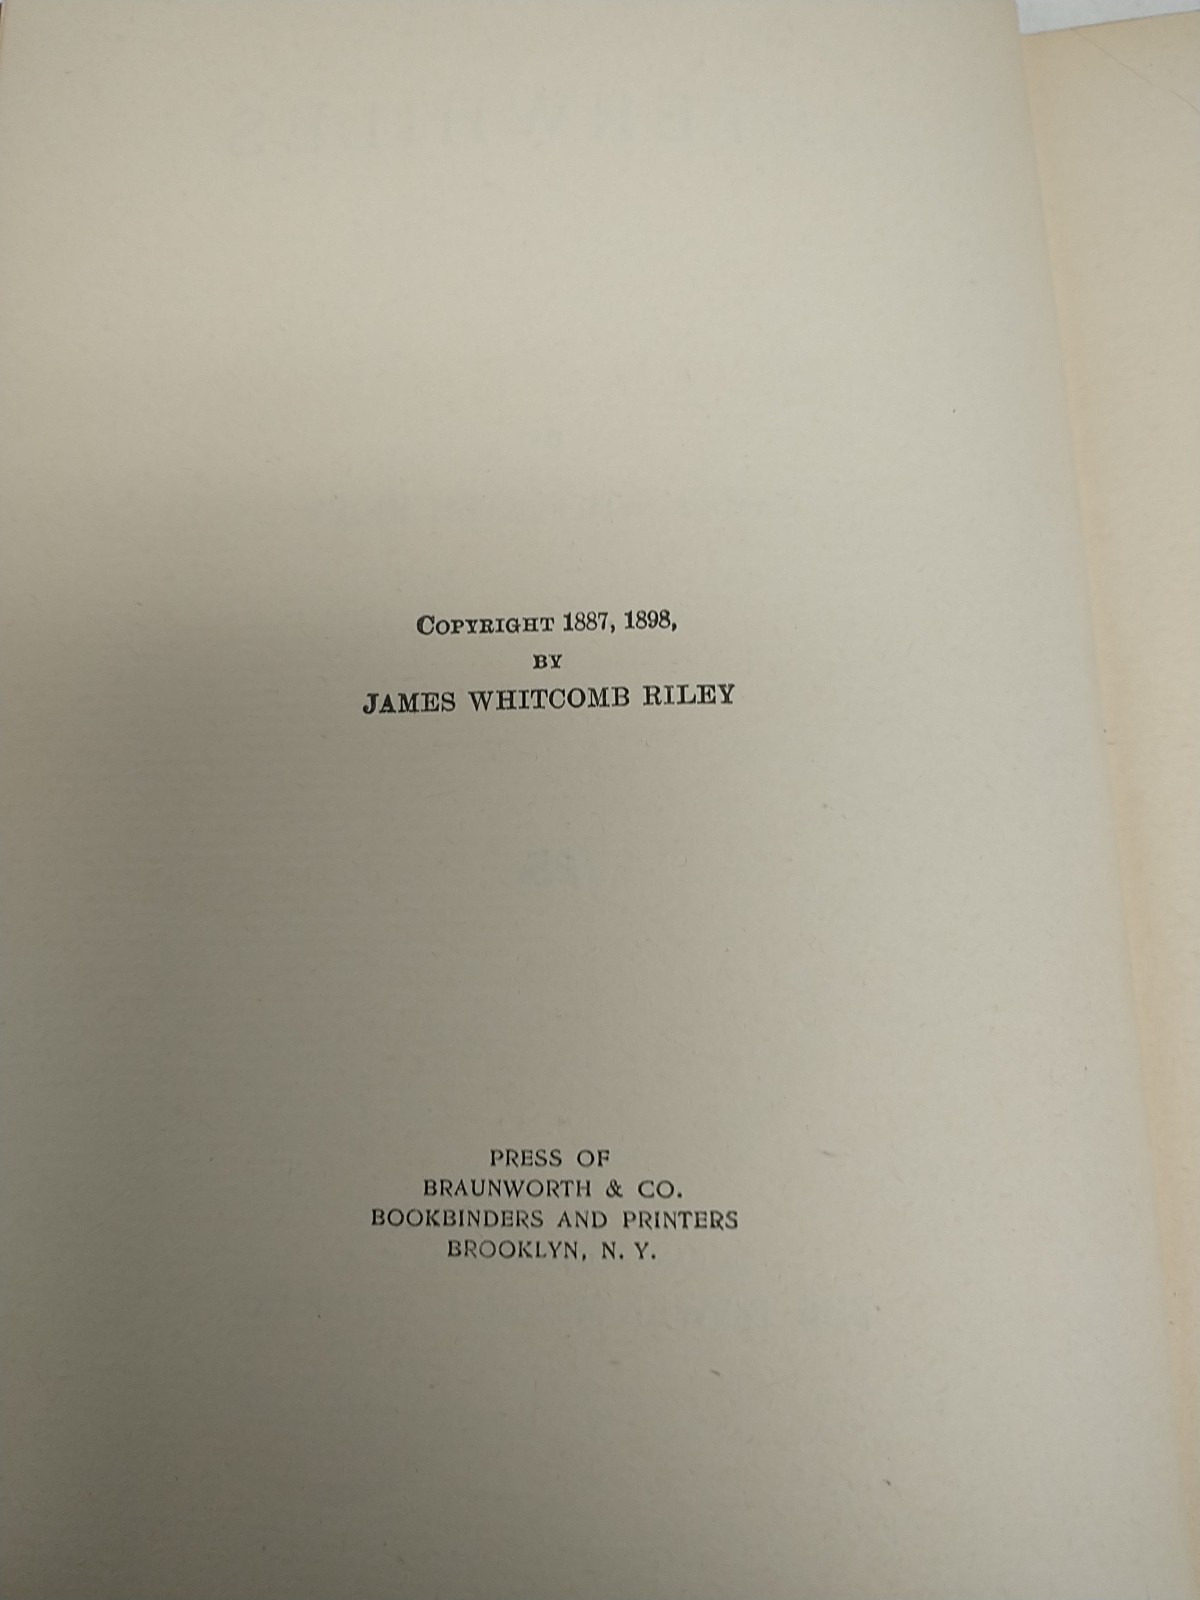 COPYRIGHT 1887, 1898,
BY
JAMES WHITCOMB RILEY
PRESS OF
BRAUNWORTH & CO.
BOOKBINDERS AND PRINTERS
BROOKLYN, N. Y.